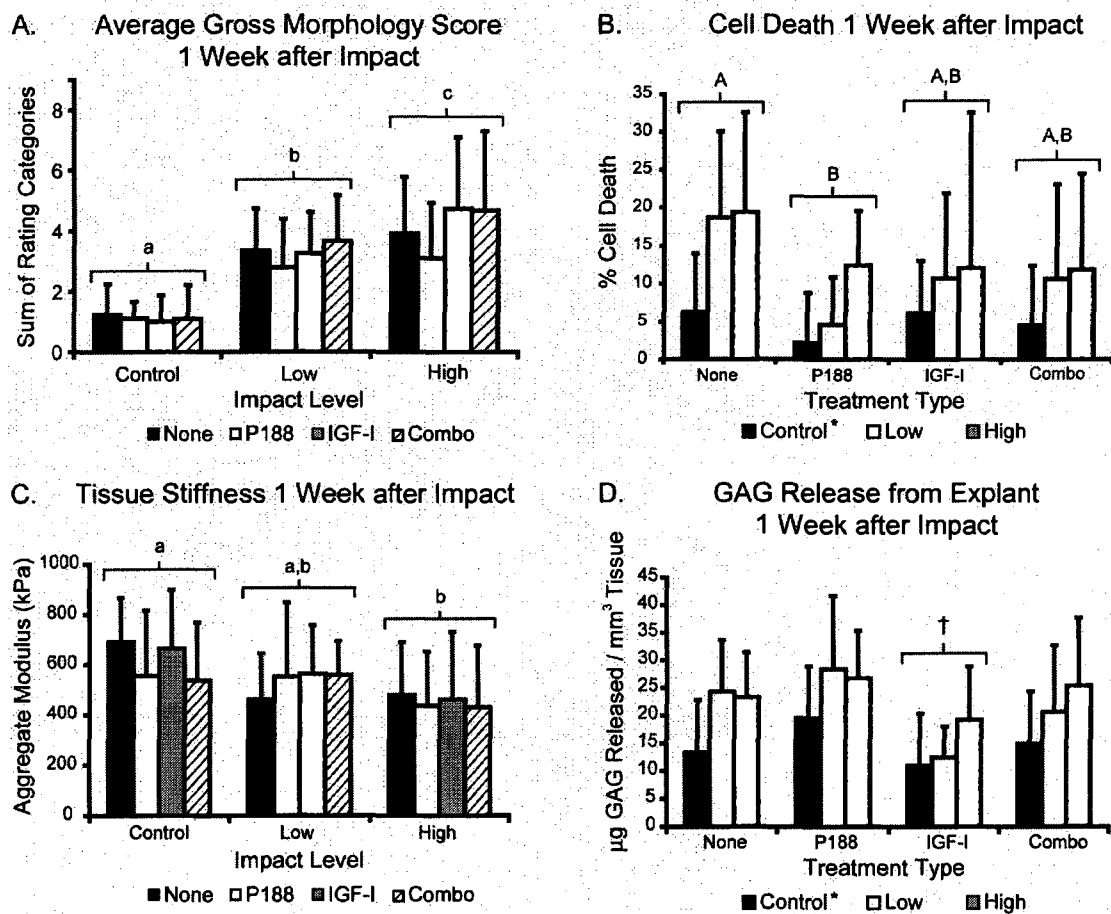 A. Average Gross Morphology Score
1 Week after Impact
Sum of Rating Categories
8
6
4
2
0
a
b
c
Control Low High
Impact Level
None P188 IGF-I Combo
B. Cell Death 1 Week after Impact
% Cell Death
35
30
25
20
15
10
5
0
A
B
A,B
A,B
None P188 IGF-I Combo
Treatment Type
Control* Low High
C. Tissue Stiffness 1 Week after Impact
Aggregate Modulus (kPa)
1000
800
600
400
200
0
a
a,b
b
Control Low High
Impact Level
None P188 IGF-I Combo
D. GAG Release from Explant
1 Week after Impact
µg GAG Released / mm³ Tissue
45
40
35
30
25
20
15
10
5
0
†
None P188 IGF-I Combo
Treatment Type
Control* Low High